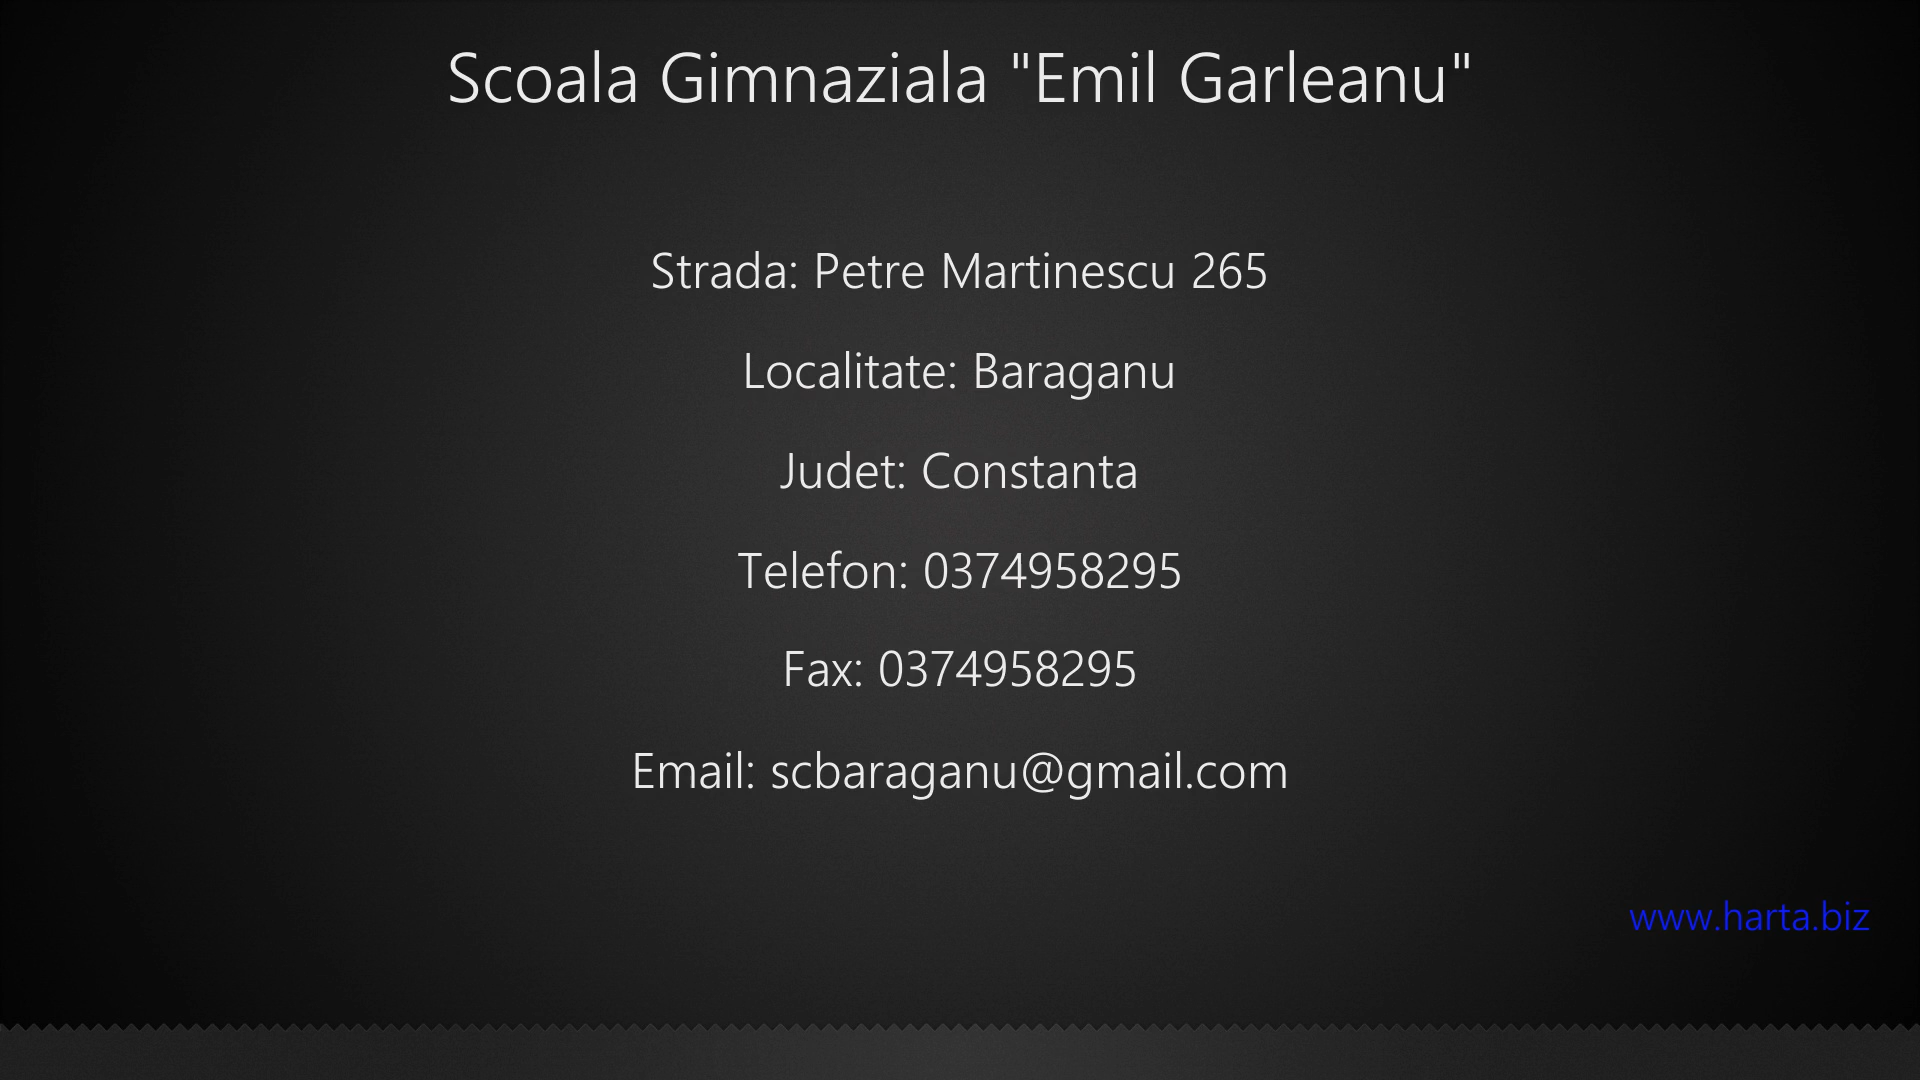 Scoala Gimnaziala "Emil Garleanu"
Strada: Petre Martinescu 265
Localitate: Baraganu
Judet: Constanta
Telefon: 0374958295
Fax: 0374958295
Email: scbaraganu@gmail.com
www.harta.biz